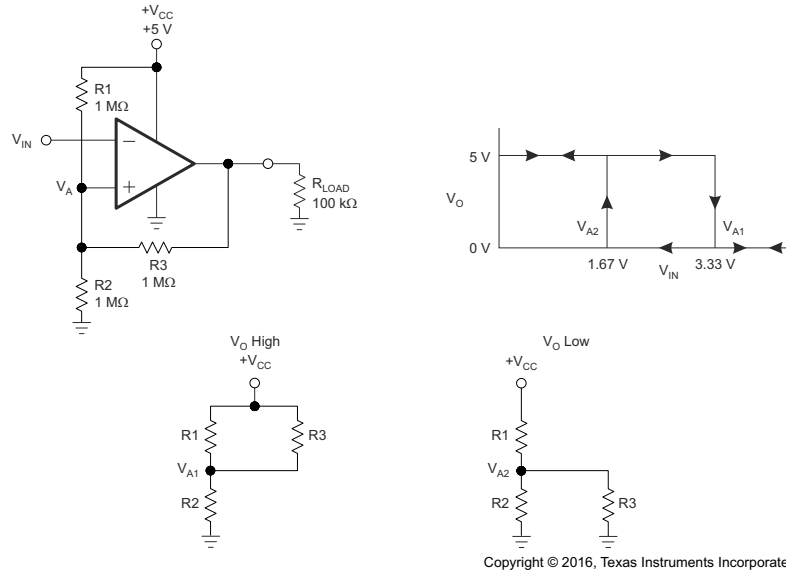 +VCC
+5 V
R1
1 MΩ
VIN
−
+
VA
RLOAD
100 kΩ
R3
1 MΩ
R2
1 MΩ
5 V
VO
VA2
VA1
0 V
1.67 V
VIN
3.33 V
VO High
+VCC
R1
R3
VA1
R2
VO Low
+VCC
R1
VA2
R2
R3
Copyright © 2016, Texas Instruments Incorporate